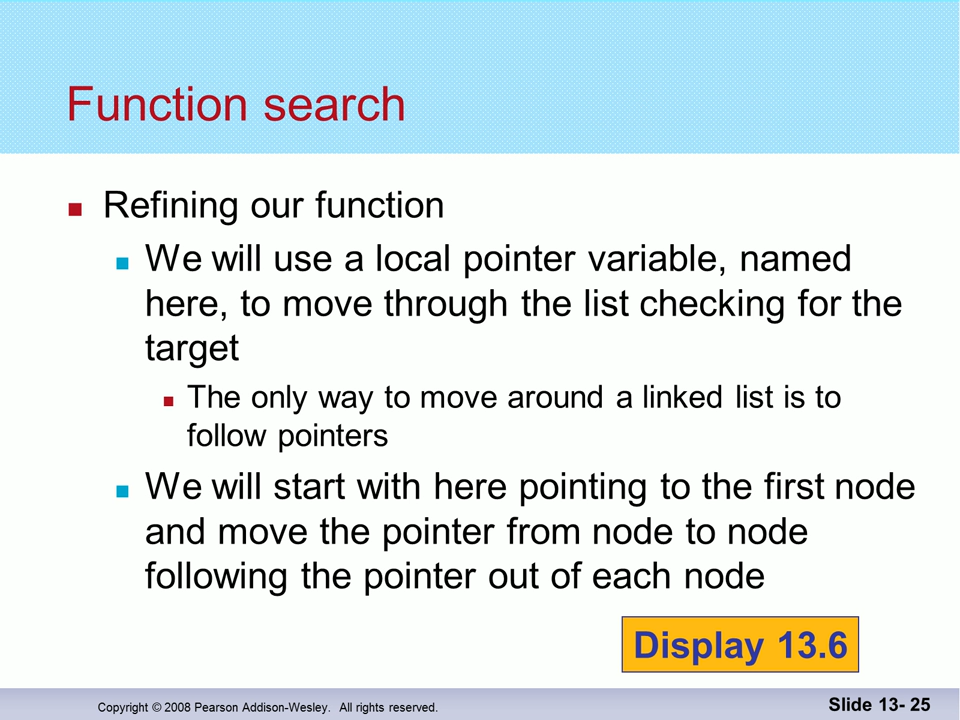 Function search
Refining our function
We will use a local pointer variable, named
here, to move through the list checking for the
target
The only way to move around a linked list is to
follow pointers
We will start with here pointing to the first node
and move the pointer from node to node
following the pointer out of each node
Display 13.6
Copyright © 2008 Pearson Addison-Wesley. All rights reserved.
Slide 13- 25